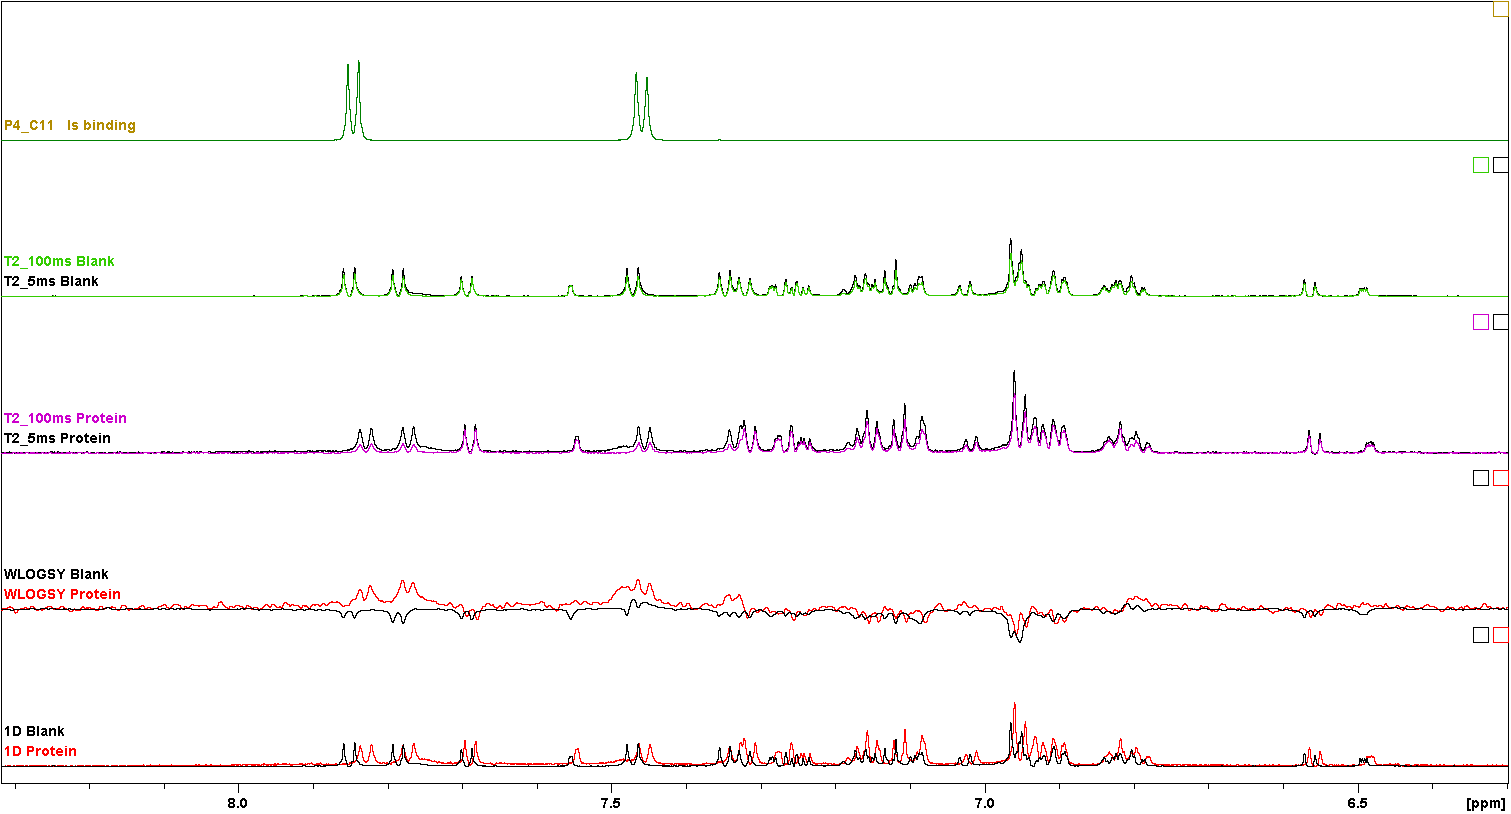 P4_C11   Is binding
T2_100ms Blank
T2_5ms Blank
T2_100ms Protein
T2_5ms Protein
WLOGSY Blank
WLOGSY Protein
1D Blank
1D Protein
8.0 7.5 7.0 6.5 [ppm]